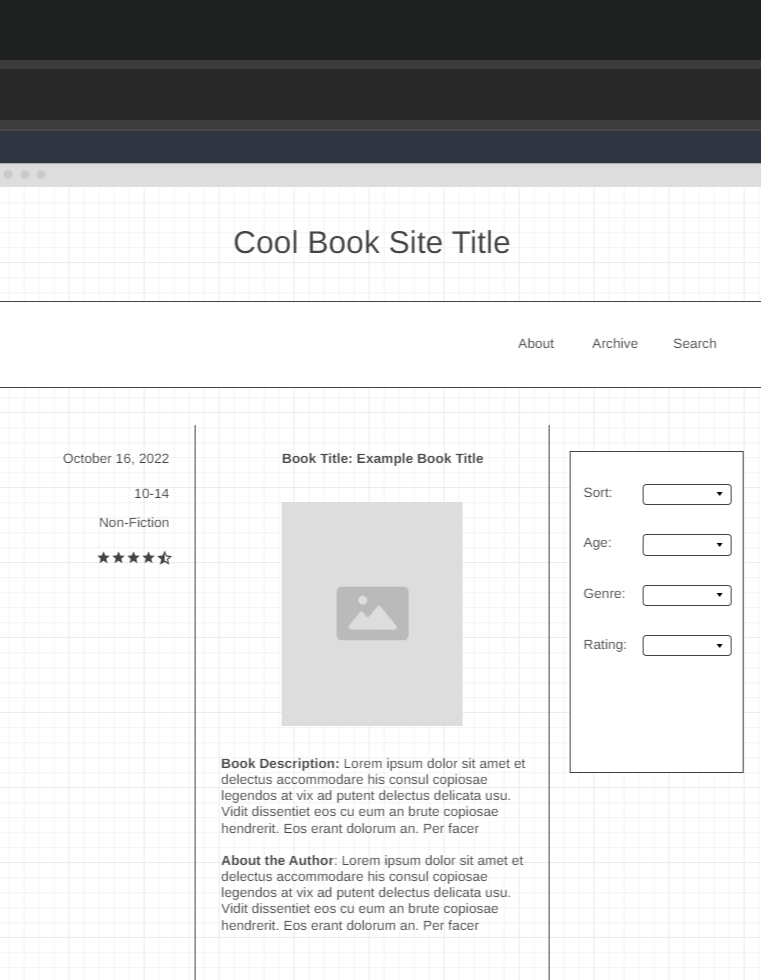 Cool Book Site Title
About Archive Search
October 16, 2022
10-14
Non-Fiction
Book Title: Example Book Title
Book Description: Lorem ipsum dolor sit amet et
delectus accommodare his consul copiosae
legendos at vix ad putent delectus delicata usu.
Vidit dissentiet eos cu eum an brute copiosae
hendrerit. Eos erant dolorum an. Per facer
About the Author: Lorem ipsum dolor sit amet et
delectus accommodare his consul copiosae
legendos at vix ad putent delectus delicata usu.
Vidit dissentiet eos cu eum an brute copiosae
hendrerit. Eos erant dolorum an. Per facer
Sort:
Age:
Genre:
Rating: